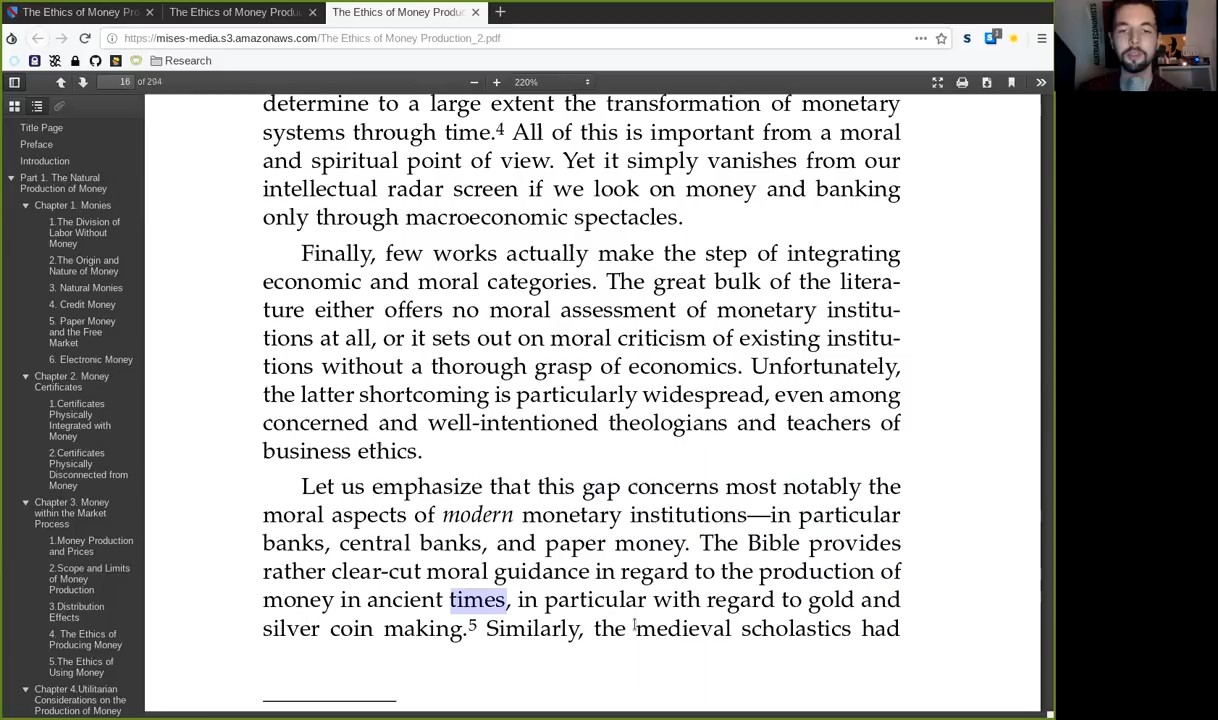 The Ethics of Money Pro
The Ethics of Money Produ
The Ethics of Money Produ
https://mises-media.s3.amazonaws.com/The Ethics of Money Production_2.pdf
Research
16 of 294
220%
Title Page
Preface
Introduction
Part 1. The Natural
Production of Money
Chapter 1. Monies
1.The Division of
Labor Without
Money
2.The Origin and
Nature of Money
3. Natural Monies
4. Credit Money
5. Paper Money
and the Free
Market
6. Electronic Money
Chapter 2. Money
Certificates
1.Certificates
Physically
Integrated with
Money
2.Certificates
Physically
Disconnected from
Money
Chapter 3. Money
within the Market
Process
1.Money Production
and Prices
2.Scope and Limits
of Money
Production
3.Distribution
Effects
4. The Ethics of
Producing Money
5.The Ethics of
Using Money
Chapter 4.Utilitarian
Considerations on the
Production of Money
determine to a large extent the transformation of monetary
systems through time.4 All of this is important from a moral
and spiritual point of view. Yet it simply vanishes from our
intellectual radar screen if we look on money and banking
only through macroeconomic spectacles.
Finally, few works actually make the step of integrating
economic and moral categories. The great bulk of the litera-
ture either offers no moral assessment of monetary institu-
tions at all, or it sets out on moral criticism of existing institu-
tions without a thorough grasp of economics. Unfortunately,
the latter shortcoming is particularly widespread, even among
concerned and well-intentioned theologians and teachers of
business ethics.
Let us emphasize that this gap concerns most notably the
moral aspects of modern monetary institutions—in particular
banks, central banks, and paper money. The Bible provides
rather clear-cut moral guidance in regard to the production of
money in ancient times, in particular with regard to gold and
silver coin making.5 Similarly, the medieval scholastics had